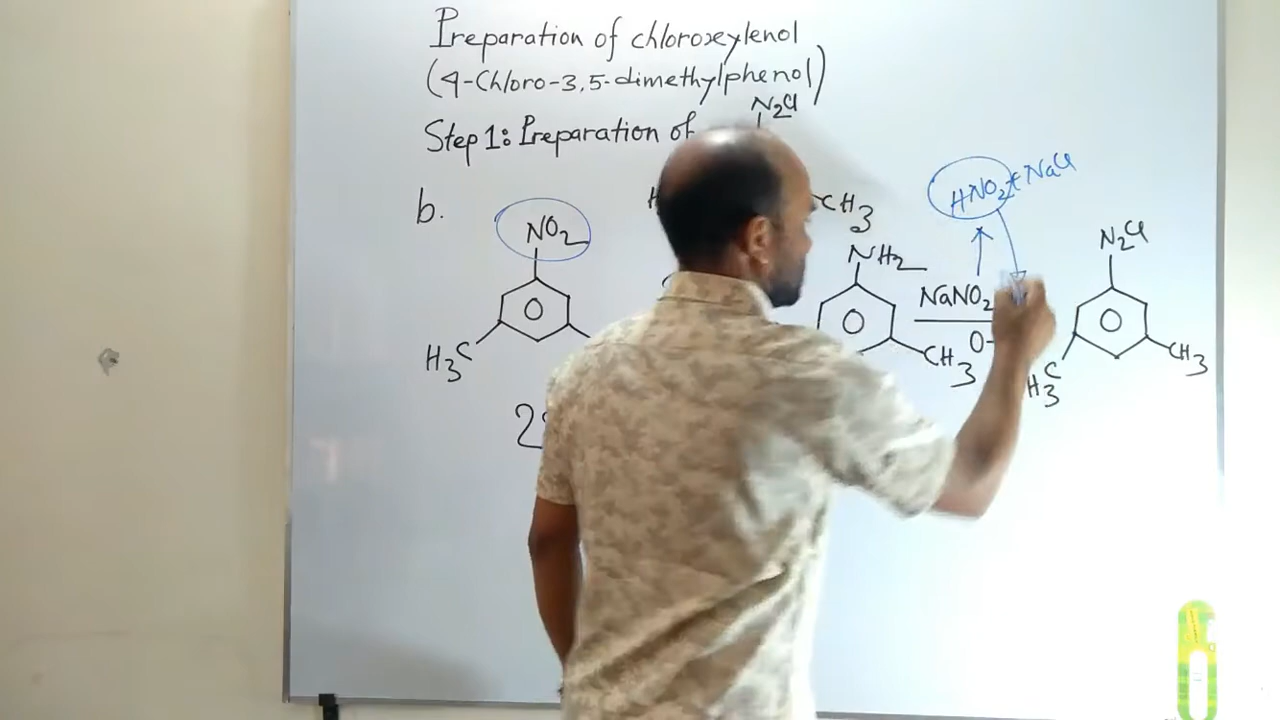 Preparation of chloroxylenol
(4-Chloro-3,5-dimethylphenol)
Step 1: Preparation of
N2Cl
CH3
b.
NO2
H3C
NH2
CH3
HNO2 + NaCl
NaNO2
0-
N2Cl
H3C
CH3